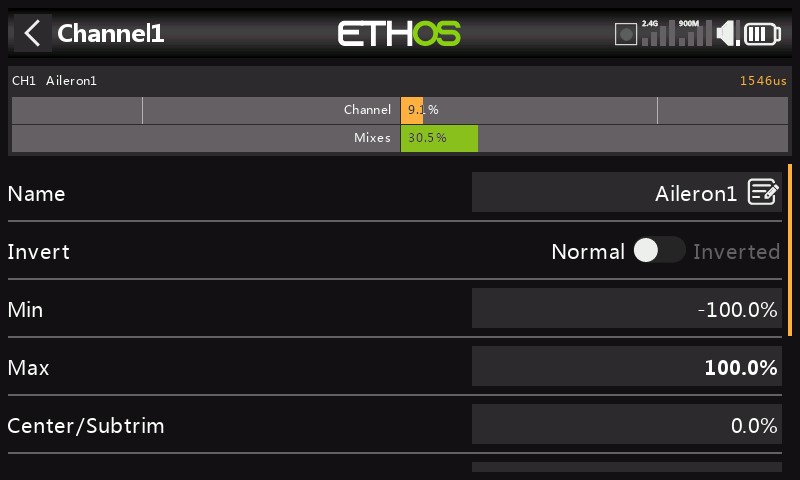 Channel1 ETHOS 2.4G 900M
CH1 Aileron1 1546us
Channel 9.1%
Mixes 30.5%
Name Aileron1
Invert Normal Inverted
Min -100.0%
Max 100.0%
Center/Subtrim 0.0%